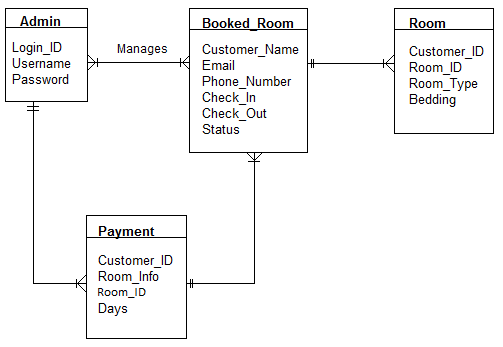 Admin
Login_ID
Username
Password
Manages
Booked_Room
Customer_Name
Email
Phone_Number
Check_In
Check_Out
Status
Room
Customer_ID
Room_ID
Room_Type
Bedding
Payment
Customer_ID
Room_Info
Room_ID
Days